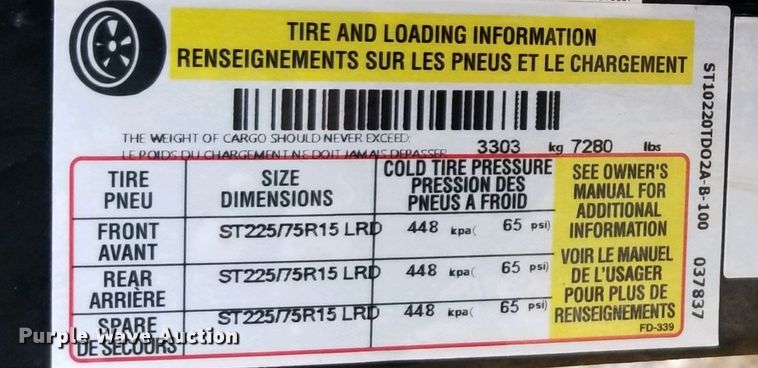 TIRE AND LOADING INFORMATION
RENSEIGNEMENTS SUR LES PNEUS ET LE CHARGEMENT
THE WEIGHT OF CARGO SHOULD NEVER EXCEED:
LE POIDS DU CHARGEMENT NE DOIT JAMAIS DEPASSER
3303 kg 7280 lbs
TIRE
PNEU
SIZE
DIMENSIONS
COLD TIRE PRESSURE
PRESSION DES
PNEUS A FROID
FRONT
AVANT
ST225/75R15 LRD
448 kpa( 65 psi)
REAR
ARRIÈRE
ST225/75R15 LRD
448 kpa( 65 psi)
SPARE
DE SECOURS
ST225/75R15 LRD
448 kpa( 65 psi)
SEE OWNER'S
MANUAL FOR
ADDITIONAL
INFORMATION
VOIR LE MANUEL
DE L'USAGER
POUR PLUS DE
RENSEIGNEMENTS
FD-339
ST10220TDO2A-B-100 037837
Purple Wave Auction